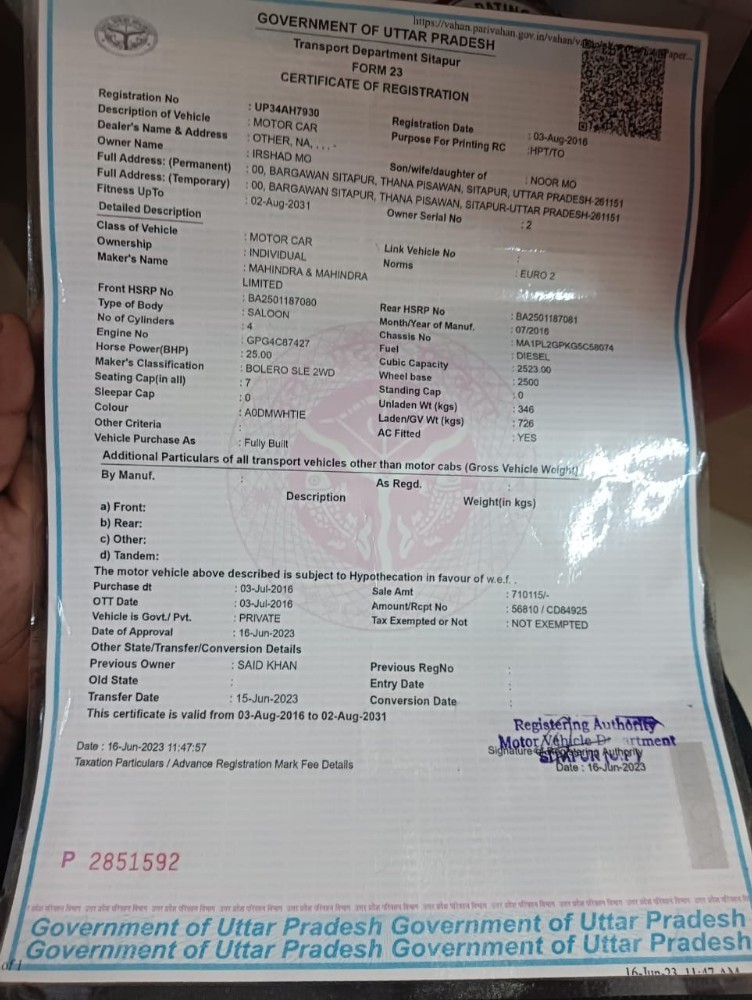 https://vahan.parivahan.gov.in/vahan/v
GOVERNMENT OF UTTAR PRADESH
Transport Department Sitapur
FORM 23
CERTIFICATE OF REGISTRATION
Registration No : UP34AH7930 Registration Date : 03-Aug-2016
Description of Vehicle : MOTOR CAR Purpose For Printing RC :HPT/TO
Dealer's Name & Address : OTHER, NA, , , , -
Owner Name : IRSHAD MO Son/wife/daughter of : NOOR MO
Full Address: (Permanent) : 00, BARGAWAN SITAPUR, THANA PISAWAN, SITAPUR, UTTAR PRADESH-261151
Full Address: (Temporary) : 00, BARGAWAN SITAPUR, THANA PISAWAN, SITAPUR-UTTAR PRADESH-261151
Fitness UpTo : 02-Aug-2031 Owner Serial No : 2
Detailed Description
Class of Vehicle : MOTOR CAR Link Vehicle No :
Ownership : INDIVIDUAL Norms : EURO 2
Maker's Name : MAHINDRA & MAHINDRA
LIMITED
Front HSRP No : BA2501187080 Rear HSRP No : BA2501187081
Type of Body : SALOON Month/Year of Manuf. : 07/2016
No of Cylinders : 4 Chassis No : MA1PL2GPKG5C58074
Engine No : GPG4C87427 Fuel : DIESEL
Horse Power(BHP) : 25.00 Cubic Capacity : 2523.00
Maker's Classification : BOLERO SLE 2WD Wheel base : 2500
Seating Cap(in all) : 7 Standing Cap : 0
Sleepar Cap : 0 Unladen Wt (kgs) : 346
Colour : A0DMWHTIE Laden/GV Wt (kgs) : 726
Other Criteria : AC Fitted : YES
Vehicle Purchase As : Fully Built
Additional Particulars of all transport vehicles other than motor cabs (Gross Vehicle Weight)
By Manuf. : As Regd. :
Description Weight(in kgs)
a) Front:
b) Rear:
c) Other:
d) Tandem:
The motor vehicle above described is subject to Hypothecation in favour of w.e.f. .
Purchase dt : 03-Jul-2016 Sale Amt : 710115/-
OTT Date : 03-Jul-2016 Amount/Rcpt No : 56810 / CD84925
Vehicle is Govt./ Pvt. : PRIVATE Tax Exempted or Not : NOT EXEMPTED
Date of Approval : 16-Jun-2023
Other State/Transfer/Conversion Details
Previous Owner : SAID KHAN Previous RegNo :
Old State : Entry Date :
Transfer Date : 15-Jun-2023 Conversion Date :
This certificate is valid from 03-Aug-2016 to 02-Aug-2031
Registering Authority
Motor Vehicle
Signature of Registering Authority
SITAPUR (U.P.)
Date : 16-Jun-2023 11:47:57 Date : 16-Jun-2023
Taxation Particulars / Advance Registration Mark Fee Details
P 2851592
Government of Uttar Pradesh Government of Uttar Pradesh
Government of Uttar Pradesh Government of Uttar Pradesh
of 1 16-Jun-23, 11:47 AM